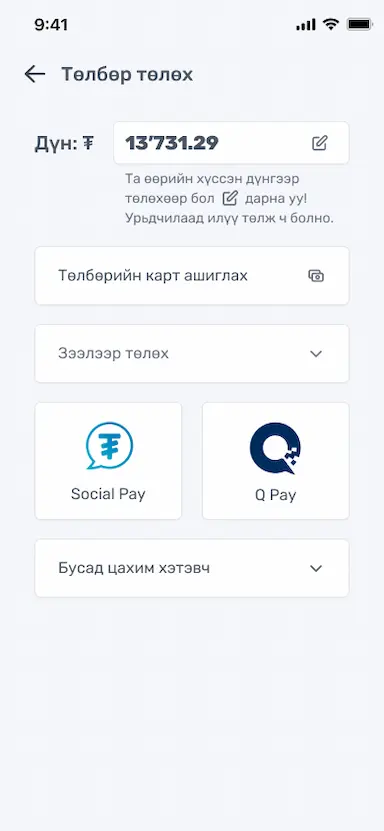 9:41
Төлбөр төлөх
Дүн: ₮ 13’731.29
Та өөрийн хүссэн дүнгээр
төлөхөөр бол дарна уу!
Урьдчилаад илүү төлж ч болно.
Төлбөрийн карт ашиглах
Зээлээр төлөх
Social Pay
Q Pay
Бусад цахим хэтэвч